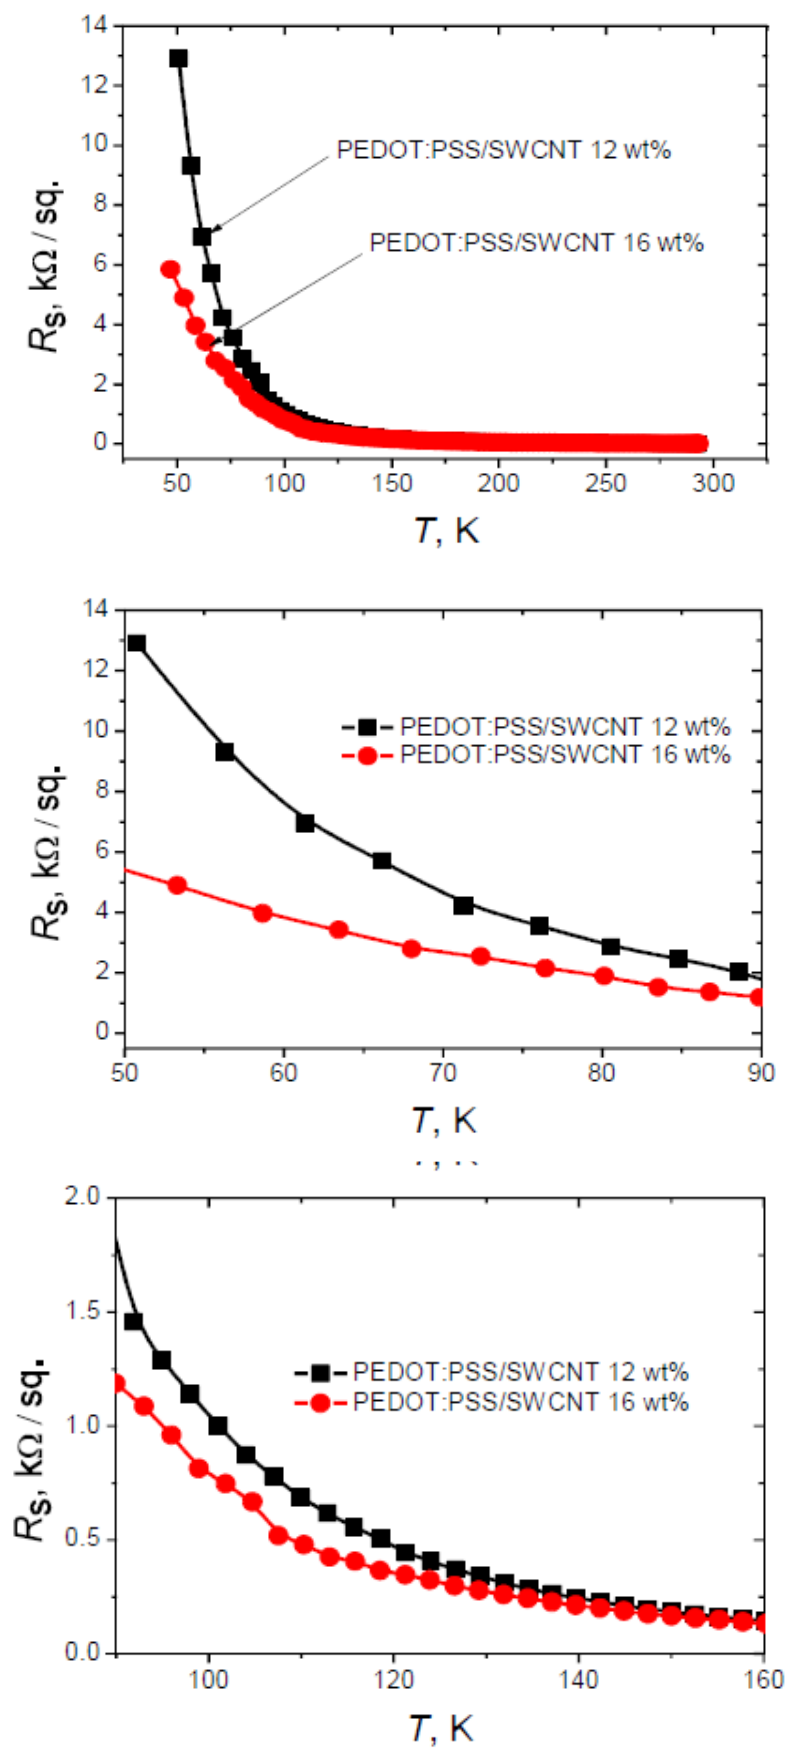 14
12
10
8
6
4
2
0
R_S, kΩ / sq.
PEDOT:PSS/SWCNT 12 wt%
PEDOT:PSS/SWCNT 16 wt%
50 100 150 200 250 300
T, K
14
12
10
8
6
4
2
0
R_S, kΩ / sq.
PEDOT:PSS/SWCNT 12 wt%
PEDOT:PSS/SWCNT 16 wt%
50 60 70 80 90
T, K
2.0
1.5
1.0
0.5
0.0
R_S, kΩ / sq.
PEDOT:PSS/SWCNT 12 wt%
PEDOT:PSS/SWCNT 16 wt%
100 120 140 160
T, K